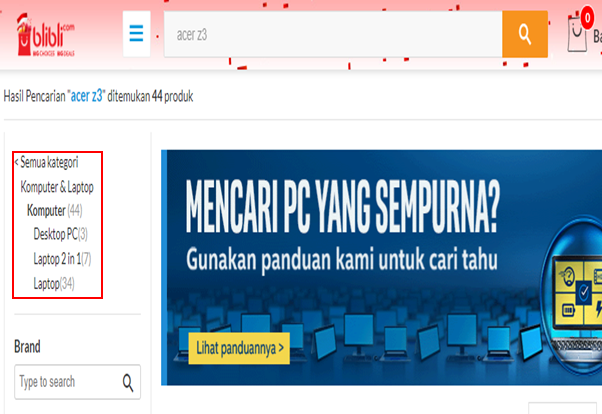 blibli.com
BIG CHOICES BIG DEALS
acer z3
0
Ba
Hasil Pencarian "acer z3" ditemukan 44 produk
< Semua kategori
Komputer & Laptop
Komputer (44)
Desktop PC(3)
Laptop 2 in 1(7)
Laptop(34)
Brand
Type to search
MENCARI PC YANG SEMPURNA?
Gunakan panduan kami untuk cari tahu
Lihat panduannya >